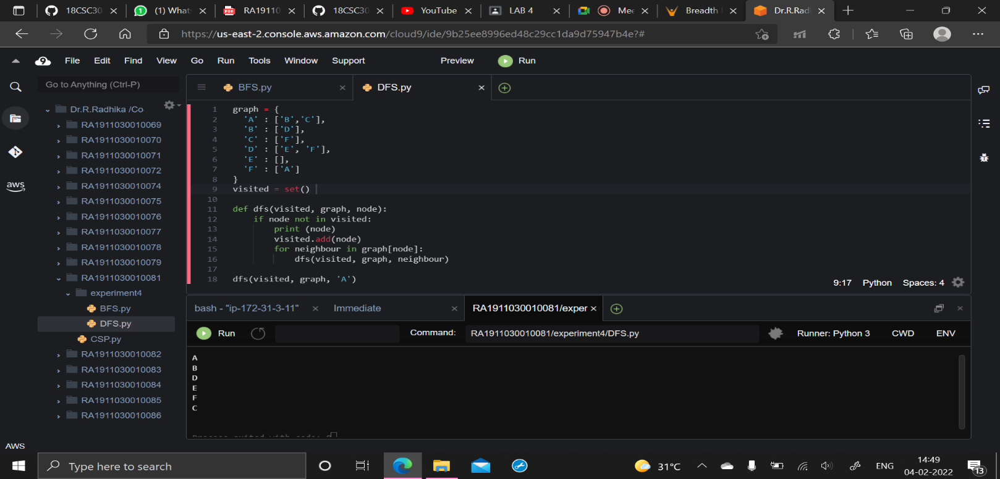 18CSC30
(1) What
RA19110
18CSC30
YouTube
LAB 4
Mee
Breadth
Dr.R.Rad
https://us-east-2.console.aws.amazon.com/cloud9/ide/9b25ee8996ed48c29cc1da9d75947b4e?#
9 File Edit Find View Go Run Tools Window Support Preview Run
Go to Anything (Ctrl-P)
BFS.py
DFS.py
aws
Dr.R.Radhika /Co
RA1911030010069
RA1911030010070
RA1911030010071
RA1911030010072
RA1911030010074
RA1911030010075
RA1911030010076
RA1911030010077
RA1911030010078
RA1911030010079
RA1911030010081
experiment4
BFS.py
DFS.py
CSP.py
RA1911030010082
RA1911030010083
RA1911030010084
RA1911030010085
RA1911030010086
AWS
1 graph = {
2 'A' : ['B','C'],
3 'B' : ['D'],
4 'C' : ['F'],
5 'D' : ['E', 'F'],
6 'E' : [],
7 'F' : ['A']
8 }
9 visited = set()
10
11 def dfs(visited, graph, node):
12 if node not in visited:
13 print (node)
14 visited.add(node)
15 for neighbour in graph[node]:
16 dfs(visited, graph, neighbour)
17
18 dfs(visited, graph, 'A')
9:17 Python Spaces: 4
bash - "ip-172-31-3-11"
Immediate
RA1911030010081/exper
Run
Command: RA1911030010081/experiment4/DFS.py
Runner: Python 3 CWD ENV
A
B
D
E
F
C
Process exited with code:
Type here to search
31°C
ENG
14:49
04-02-2022
13